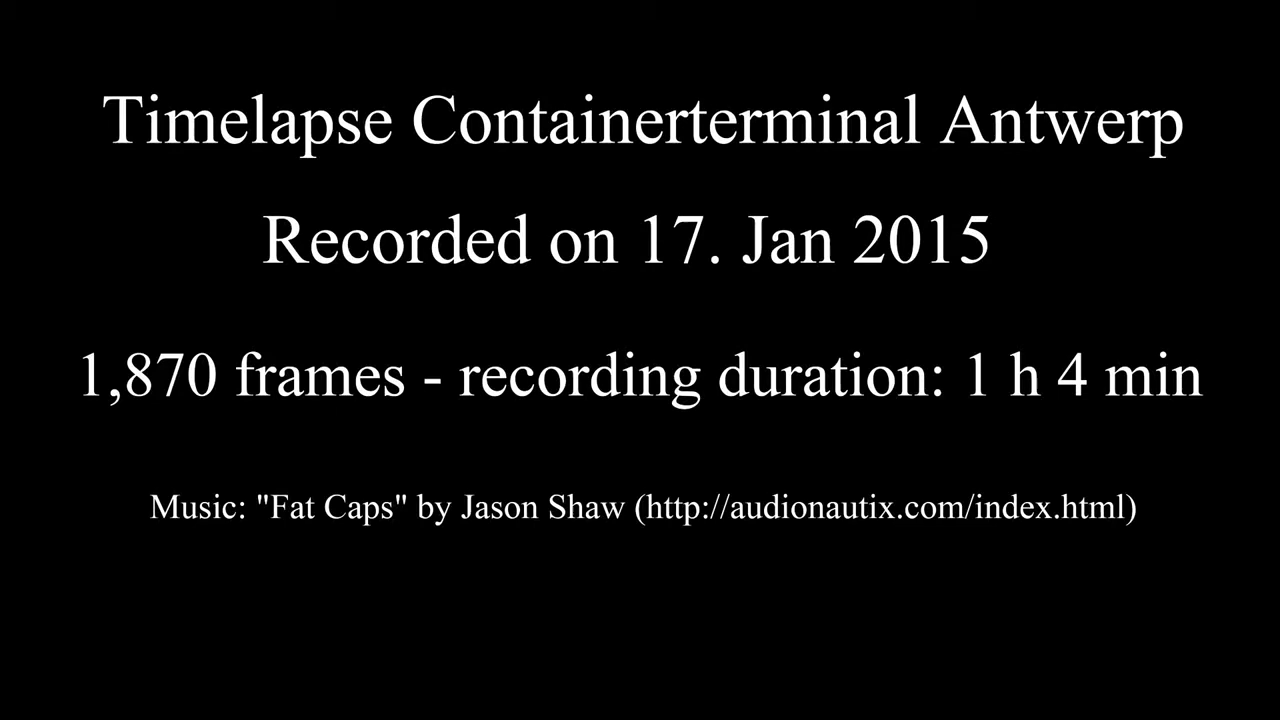 Timelapse Containerterminal Antwerp
Recorded on 17. Jan 2015
1,870 frames - recording duration: 1 h 4 min
Music: "Fat Caps" by Jason Shaw (http://audionautix.com/index.html)